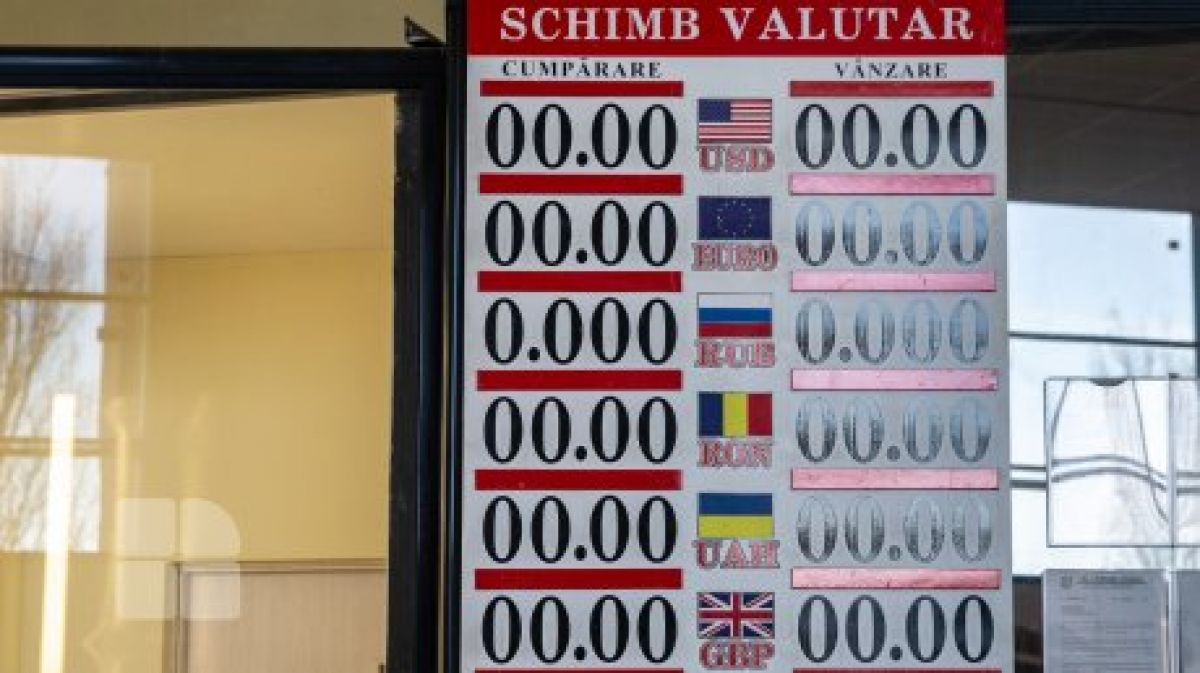 SCHIMB VALUTAR
CUMPĂRARE VÂNZARE
00.00 USD 00.00
00.00 EURO 00.00
0.000 RUB 0.000
00.00 RON 00.00
00.00 UAH 00.00
00.00 GBP 00.00